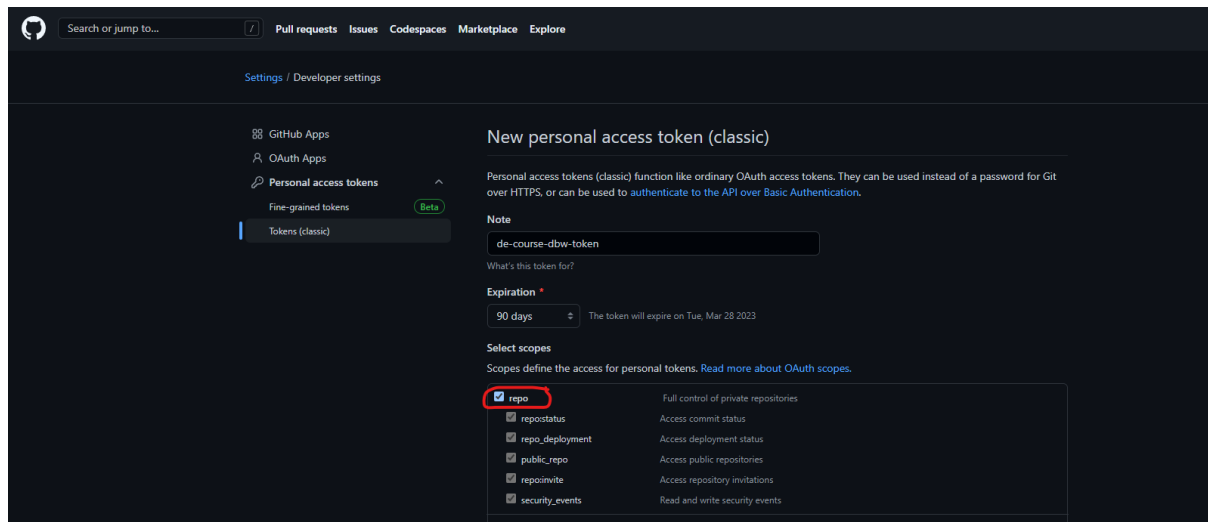 Search or jump to... /
Pull requests Issues Codespaces Marketplace Explore
Settings / Developer settings
GitHub Apps
OAuth Apps
Personal access tokens
Fine-grained tokens Beta
Tokens (classic)
New personal access token (classic)
Personal access tokens (classic) function like ordinary OAuth access tokens. They can be used instead of a password for Git
over HTTPS, or can be used to authenticate to the API over Basic Authentication.
Note
de-course-dbw-token
What's this token for?
Expiration *
90 days The token will expire on Tue, Mar 28 2023
Select scopes
Scopes define the access for personal tokens. Read more about OAuth scopes.
repo Full control of private repositories
repo:status Access commit status
repo_deployment Access deployment status
public_repo Access public repositories
repo:invite Access repository invitations
security_events Read and write security events